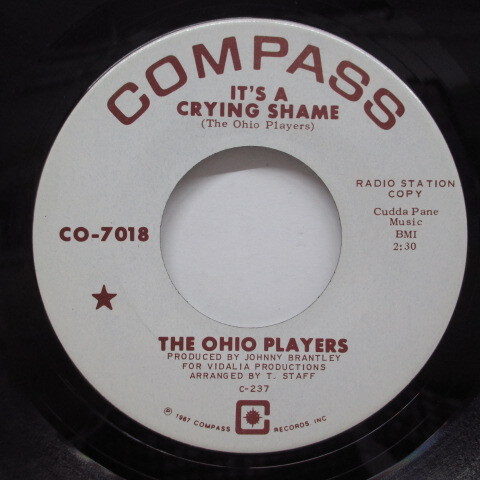 COMPASS
IT'S A
CRYING SHAME
(The Ohio Players)
RADIO STATION
COPY
Cudda Pane
Music
BMI
2:30
CO-7018
THE OHIO PLAYERS
PRODUCED BY JOHNNY BRANTLEY
FOR VIDALIA PRODUCTIONS
ARRANGED BY T. STAFF
C-237
℗ 1967 COMPASS RECORDS INC